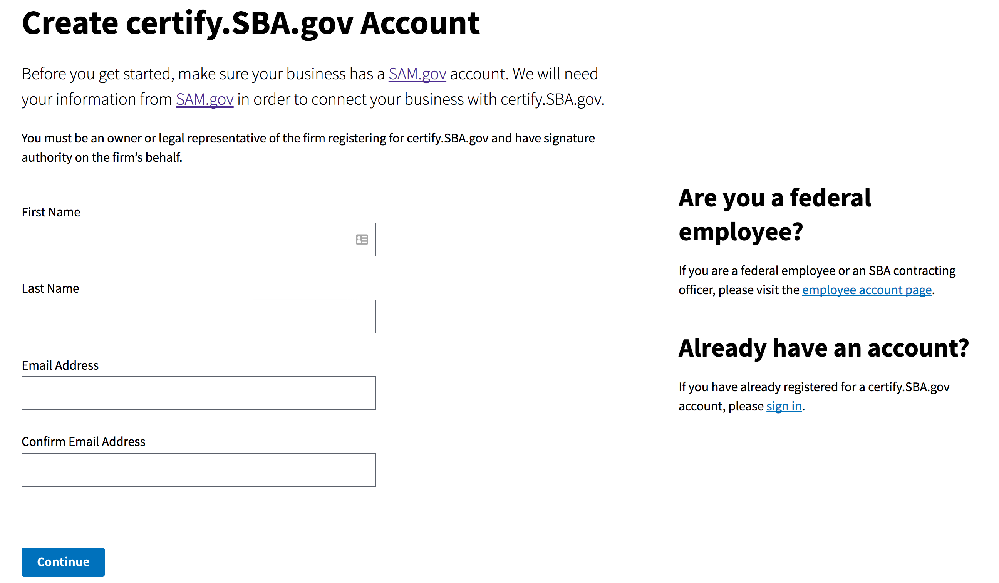 Create certify.SBA.gov Account
Before you get started, make sure your business has a SAM.gov account. We will need
your information from SAM.gov in order to connect your business with certify.SBA.gov.
You must be an owner or legal representative of the firm registering for certify.SBA.gov and have signature
authority on the firm’s behalf.
First Name
Last Name
Email Address
Confirm Email Address
Continue
Are you a federal
employee?
If you are a federal employee or an SBA contracting
officer, please visit the employee account page.
Already have an account?
If you have already registered for a certify.SBA.gov
account, please sign in.